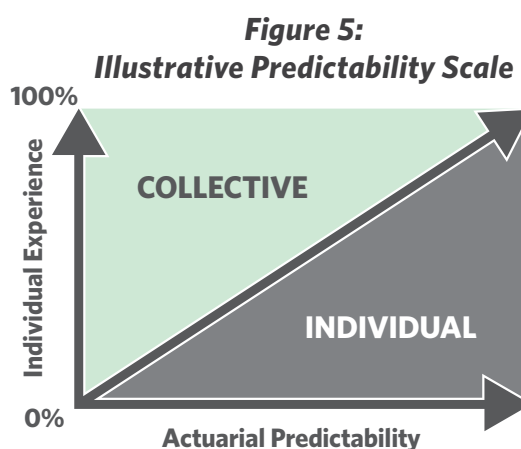 Figure 5:
Illustrative Predictability Scale
100%
Individual Experience
COLLECTIVE
INDIVIDUAL
0%
Actuarial Predictability